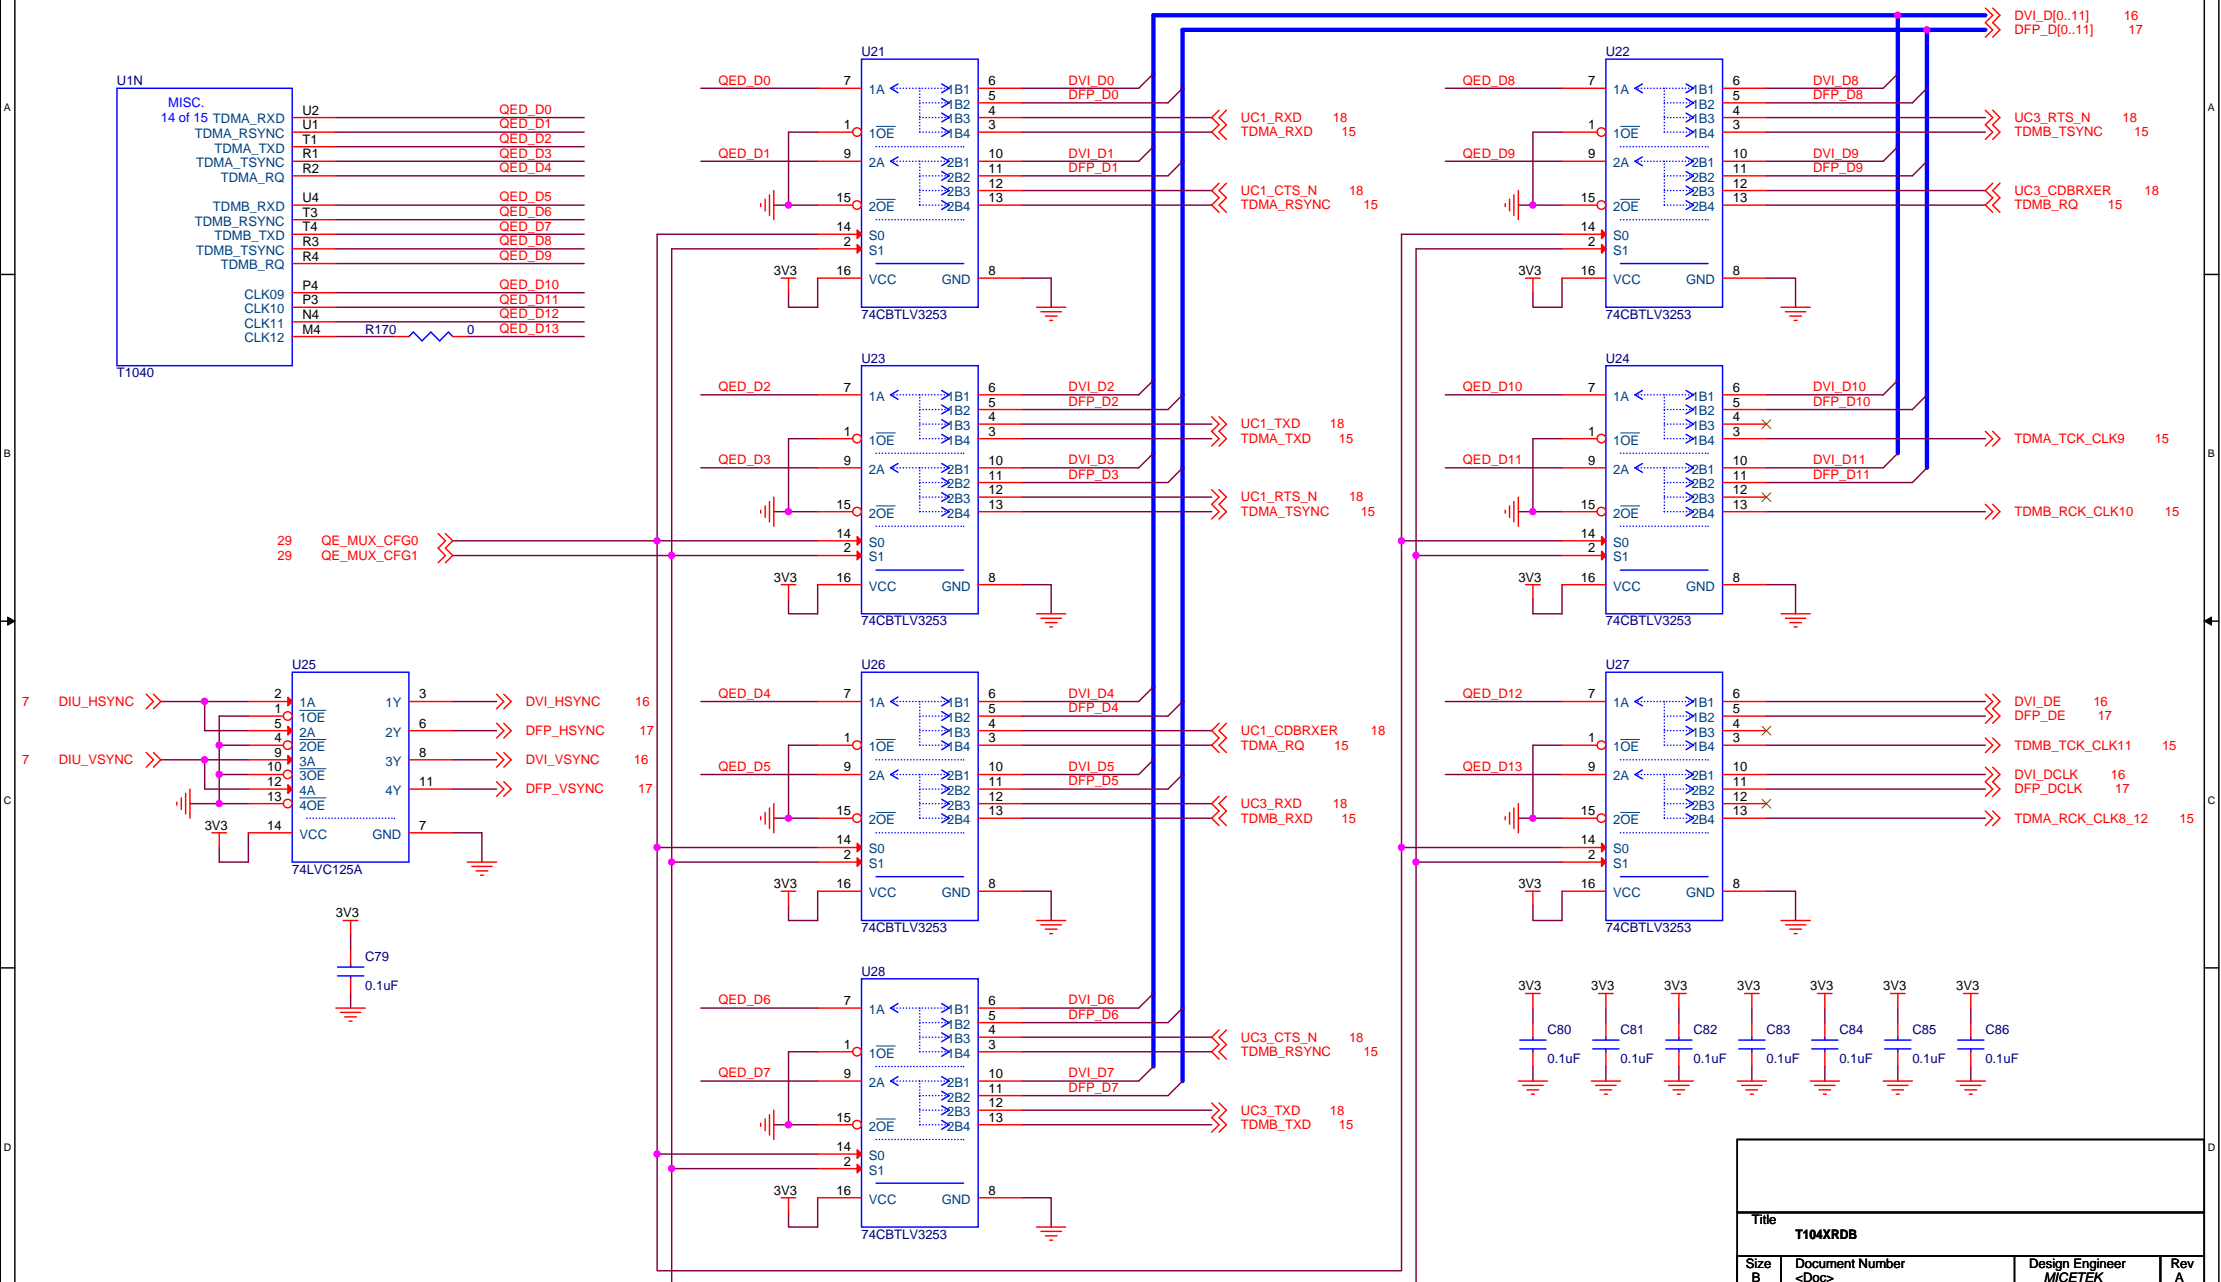 DVI_D[0..11] 16
DFP_D[0..11] 17
A
A
B
B
C
C
D
D
U1N
MISC.
14 of 15
TDMA_RXD U2 QED_D0
TDMA_RSYNC U1 QED_D1
TDMA_TXD T1 QED_D2
TDMA_TSYNC R1 QED_D3
TDMA_RQ R2 QED_D4
TDMB_RXD U4 QED_D5
TDMB_RSYNC T3 QED_D6
TDMB_TXD T4 QED_D7
TDMB_TSYNC R3 QED_D8
TDMB_RQ R4 QED_D9
CLK09 P4 QED_D10
CLK10 P3 QED_D11
CLK11 N4 QED_D12
CLK12 M4 R170 0 QED_D13
T1040
29 QE_MUX_CFG0
29 QE_MUX_CFG1
U25
7 DIU_HSYNC 2 1A 1Y 3 DVI_HSYNC 16
1 1OE
5 2A 2Y 6 DFP_HSYNC 17
4 2OE
7 DIU_VSYNC 9 3A 3Y 8 DVI_VSYNC 16
10 3OE
12 4A 4Y 11 DFP_VSYNC 17
13 4OE
3V3 14 VCC GND 7
74LVC125A
3V3
C79
0.1uF
U21
QED_D0 7 1A 1B1 6 DVI_D0
1B2 5 DFP_D0
1B3 4 UC1_RXD 18
1 1OE 1B4 3 TDMA_RXD 15
QED_D1 9 2A 2B1 10 DVI_D1
2B2 11 DFP_D1
2B3 12 UC1_CTS_N 18
15 2OE 2B4 13 TDMA_RSYNC 15
14 S0
2 S1
3V3 16 VCC GND 8
74CBTLV3253
U23
QED_D2 7 1A 1B1 6 DVI_D2
1B2 5 DFP_D2
1B3 4 UC1_TXD 18
1 1OE 1B4 3 TDMA_TXD 15
QED_D3 9 2A 2B1 10 DVI_D3
2B2 11 DFP_D3
2B3 12 UC1_RTS_N 18
15 2OE 2B4 13 TDMA_TSYNC 15
14 S0
2 S1
3V3 16 VCC GND 8
74CBTLV3253
U26
QED_D4 7 1A 1B1 6 DVI_D4
1B2 5 DFP_D4
1B3 4 UC1_CDBRXER 18
1 1OE 1B4 3 TDMA_RQ 15
QED_D5 9 2A 2B1 10 DVI_D5
2B2 11 DFP_D5
2B3 12 UC3_RXD 18
15 2OE 2B4 13 TDMB_RXD 15
14 S0
2 S1
3V3 16 VCC GND 8
74CBTLV3253
U28
QED_D6 7 1A 1B1 6 DVI_D6
1B2 5 DFP_D6
1B3 4 UC3_CTS_N 18
1 1OE 1B4 3 TDMB_RSYNC 15
QED_D7 9 2A 2B1 10 DVI_D7
2B2 11 DFP_D7
2B3 12 UC3_TXD 18
15 2OE 2B4 13 TDMB_TXD 15
14 S0
2 S1
3V3 16 VCC GND 8
74CBTLV3253
U22
QED_D8 7 1A 1B1 6 DVI_D8
1B2 5 DFP_D8
1B3 4 UC3_RTS_N 18
1 1OE 1B4 3 TDMB_TSYNC 15
QED_D9 9 2A 2B1 10 DVI_D9
2B2 11 DFP_D9
2B3 12 UC3_CDBRXER 18
15 2OE 2B4 13 TDMB_RQ 15
14 S0
2 S1
3V3 16 VCC GND 8
74CBTLV3253
U24
QED_D10 7 1A 1B1 6 DVI_D10
1B2 5 DFP_D10
1B3 4
1 1OE 1B4 3 TDMA_TCK_CLK9 15
QED_D11 9 2A 2B1 10 DVI_D11
2B2 11 DFP_D11
2B3 12
15 2OE 2B4 13 TDMB_RCK_CLK10 15
14 S0
2 S1
3V3 16 VCC GND 8
74CBTLV3253
U27
QED_D12 7 1A 1B1 6 DVI_DE 16
1B2 5 DFP_DE 17
1B3 4
1 1OE 1B4 3 TDMB_TCK_CLK11 15
QED_D13 9 2A 2B1 10 DVI_DCLK 16
2B2 11 DFP_DCLK 17
2B3 12
15 2OE 2B4 13 TDMA_RCK_CLK8_12 15
14 S0
2 S1
3V3 16 VCC GND 8
74CBTLV3253
3V3 3V3 3V3 3V3 3V3 3V3 3V3
C80 C81 C82 C83 C84 C85 C86
0.1uF 0.1uF 0.1uF 0.1uF 0.1uF 0.1uF 0.1uF
Title
T104XRDB
Size Document Number Design Engineer Rev
B <Doc> MICETEK A